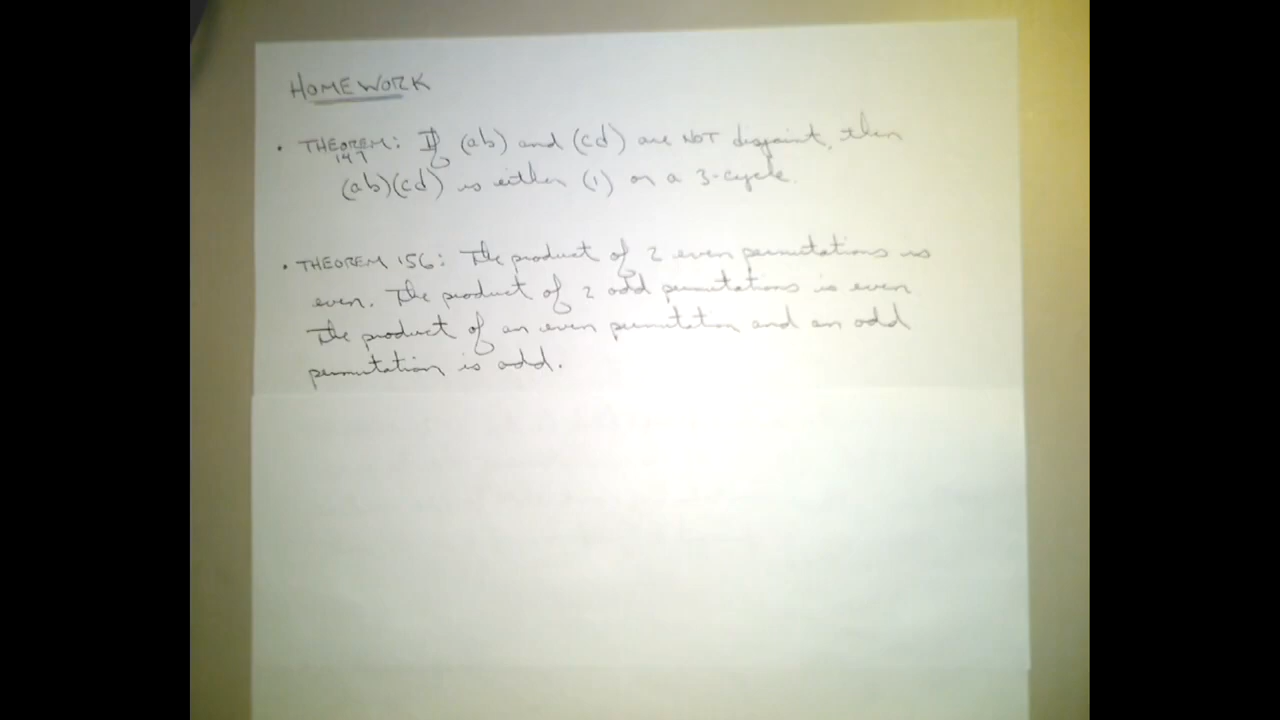 HOMEWORK
• THEOREM: If (ab) and (cd) are NOT disjoint, then
147
(ab)(cd) is either (1) or a 3-cycle.
• THEOREM 156: The product of 2 even permutations is
even. The product of 2 odd permutations is even
The product of an even permutation and an odd
permutation is odd.